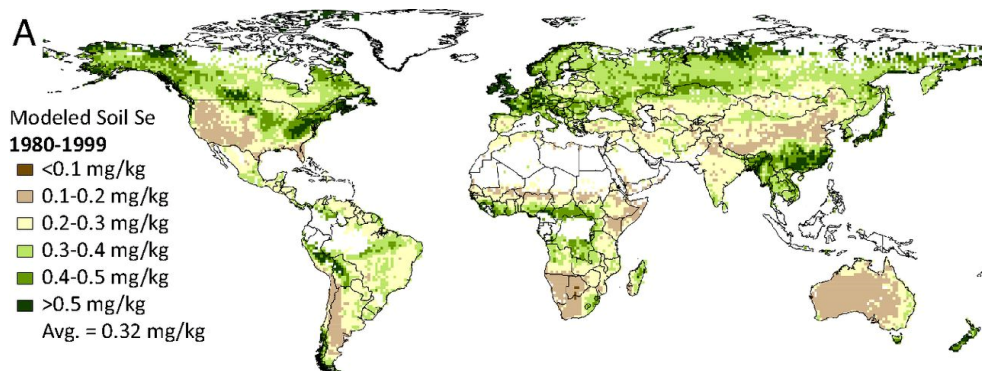 A
Modeled Soil Se
1980-1999
<0.1 mg/kg
0.1-0.2 mg/kg
0.2-0.3 mg/kg
0.3-0.4 mg/kg
0.4-0.5 mg/kg
>0.5 mg/kg
Avg. = 0.32 mg/kg